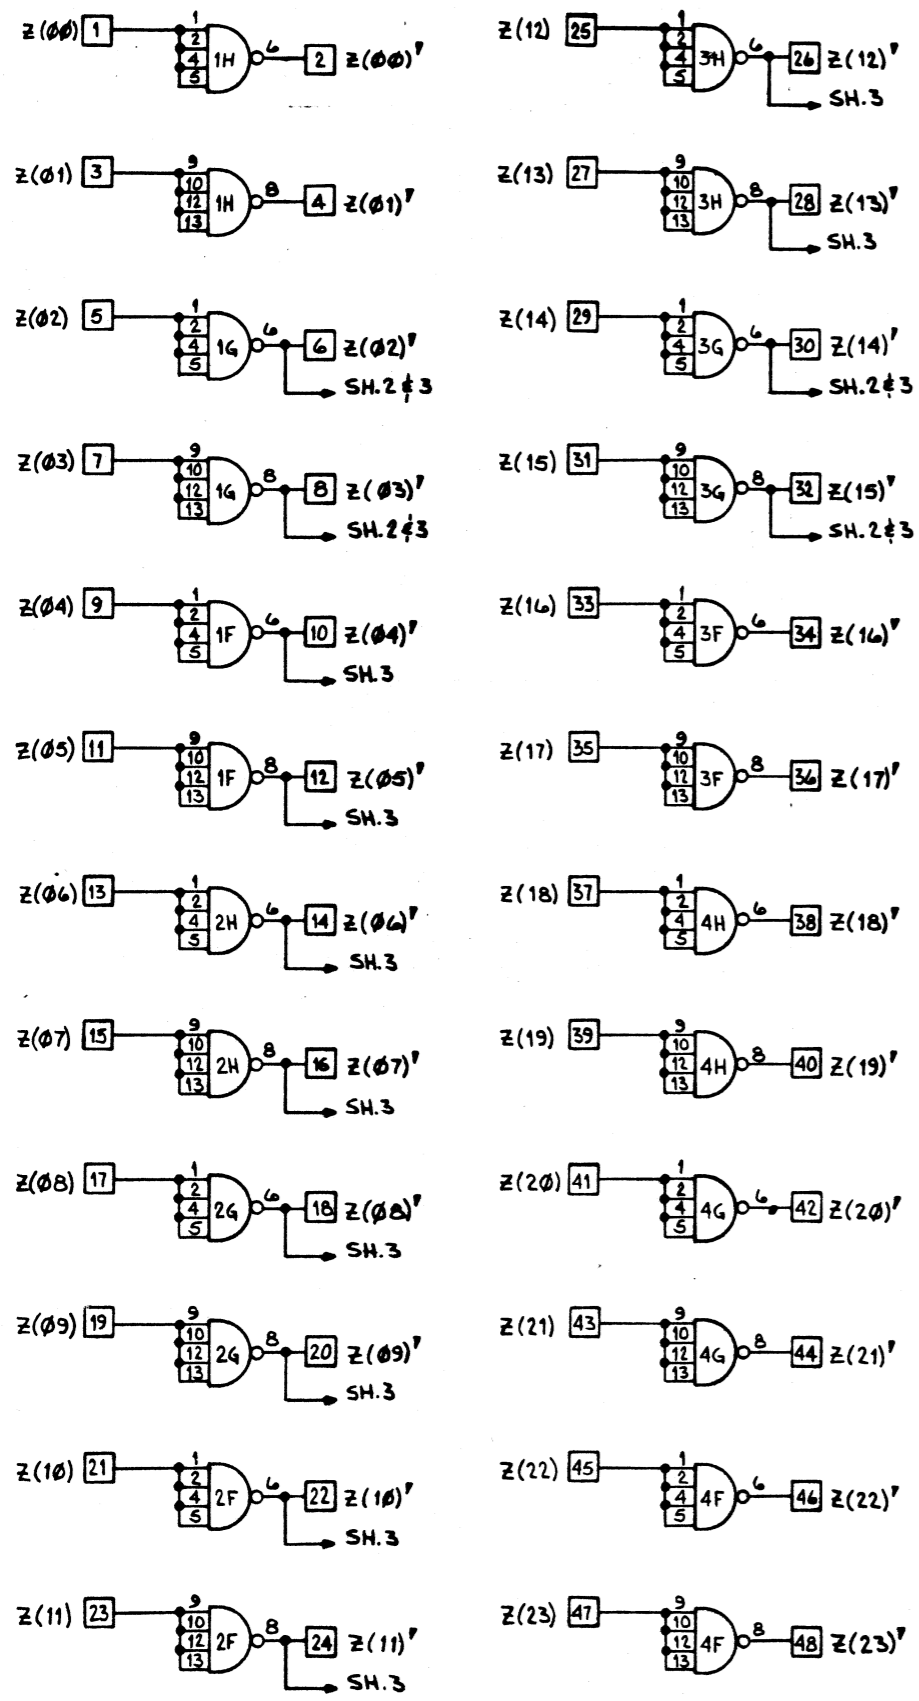 Z(ØØ) 1 1 2 4 5 1H 6 2 Z(ØØ)'
Z(Ø1) 3 9 10 12 13 1H 8 4 Z(Ø1)'
Z(Ø2) 5 1 2 4 5 1G 6 6 Z(Ø2)'
SH.2 & 3
Z(Ø3) 7 9 10 12 13 1G 8 8 Z(Ø3)'
SH.2 & 3
Z(Ø4) 9 1 2 4 5 1F 6 10 Z(Ø4)'
SH.3
Z(Ø5) 11 9 10 12 13 1F 8 12 Z(Ø5)'
SH.3
Z(Ø6) 13 1 2 4 5 2H 6 14 Z(Ø6)'
SH.3
Z(Ø7) 15 9 10 12 13 2H 8 16 Z(Ø7)'
SH.3
Z(Ø8) 17 1 2 4 5 2G 6 18 Z(Ø8)'
SH.3
Z(Ø9) 19 9 10 12 13 2G 8 20 Z(Ø9)'
SH.3
Z(1Ø) 21 1 2 4 5 2F 6 22 Z(1Ø)'
SH.3
Z(11) 23 9 10 12 13 2F 8 24 Z(11)'
SH.3
Z(12) 25 1 2 4 5 3H 6 26 Z(12)'
SH.3
Z(13) 27 9 10 12 13 3H 8 28 Z(13)'
SH.3
Z(14) 29 1 2 4 5 3G 6 30 Z(14)'
SH.2 & 3
Z(15) 31 9 10 12 13 3G 8 32 Z(15)'
SH.2 & 3
Z(16) 33 1 2 4 5 3F 6 34 Z(16)'
Z(17) 35 9 10 12 13 3F 8 36 Z(17)'
Z(18) 37 1 2 4 5 4H 6 38 Z(18)'
Z(19) 39 9 10 12 13 4H 8 40 Z(19)'
Z(2Ø) 41 1 2 4 5 4G 6 42 Z(2Ø)'
Z(21) 43 9 10 12 13 4G 8 44 Z(21)'
Z(22) 45 1 2 4 5 4F 6 46 Z(22)'
Z(23) 47 9 10 12 13 4F 8 48 Z(23)'